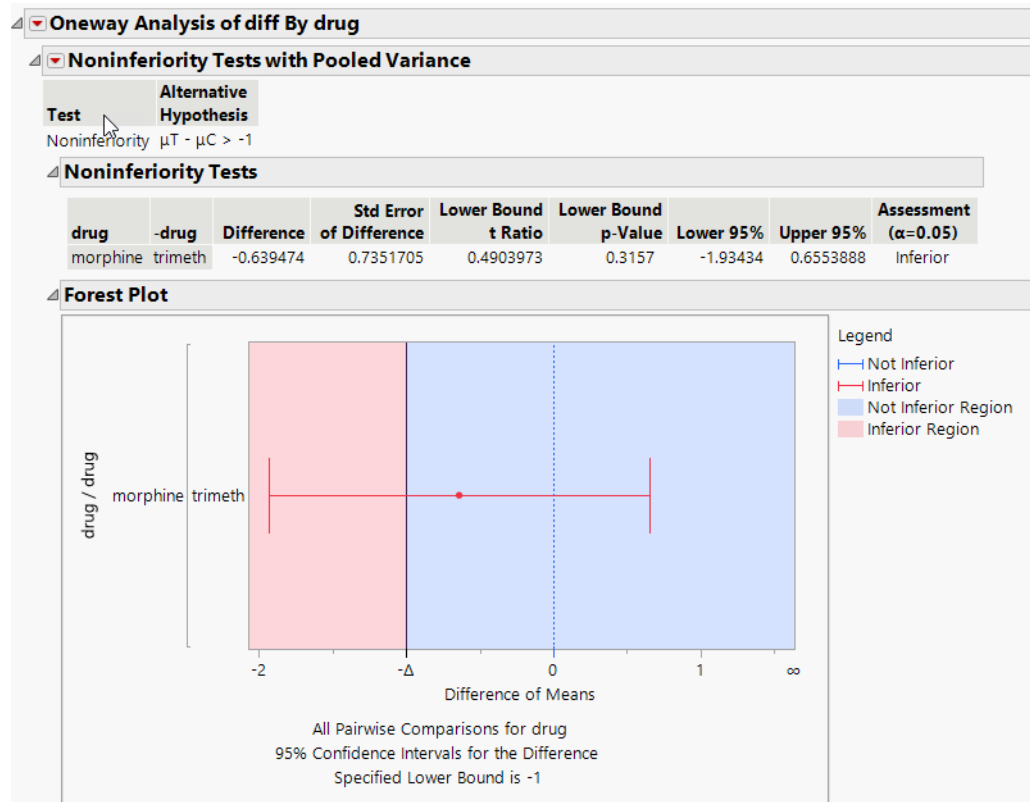 Oneway Analysis of diff By drug
Noninferiority Tests with Pooled Variance
Test Alternative Hypothesis
Noninferiority μT - μC > -1
Noninferiority Tests
drug -drug Difference Std Error of Difference Lower Bound t Ratio Lower Bound p-Value Lower 95% Upper 95% Assessment (α=0.05)
morphine trimeth -0.639474 0.7351705 0.4903973 0.3157 -1.93434 0.6553888 Inferior
Forest Plot
Legend
Not Inferior
Inferior
Not Inferior Region
Inferior Region
drug / drug
morphine trimeth
-2 -Δ 0 1 ∞
Difference of Means
All Pairwise Comparisons for drug
95% Confidence Intervals for the Difference
Specified Lower Bound is -1